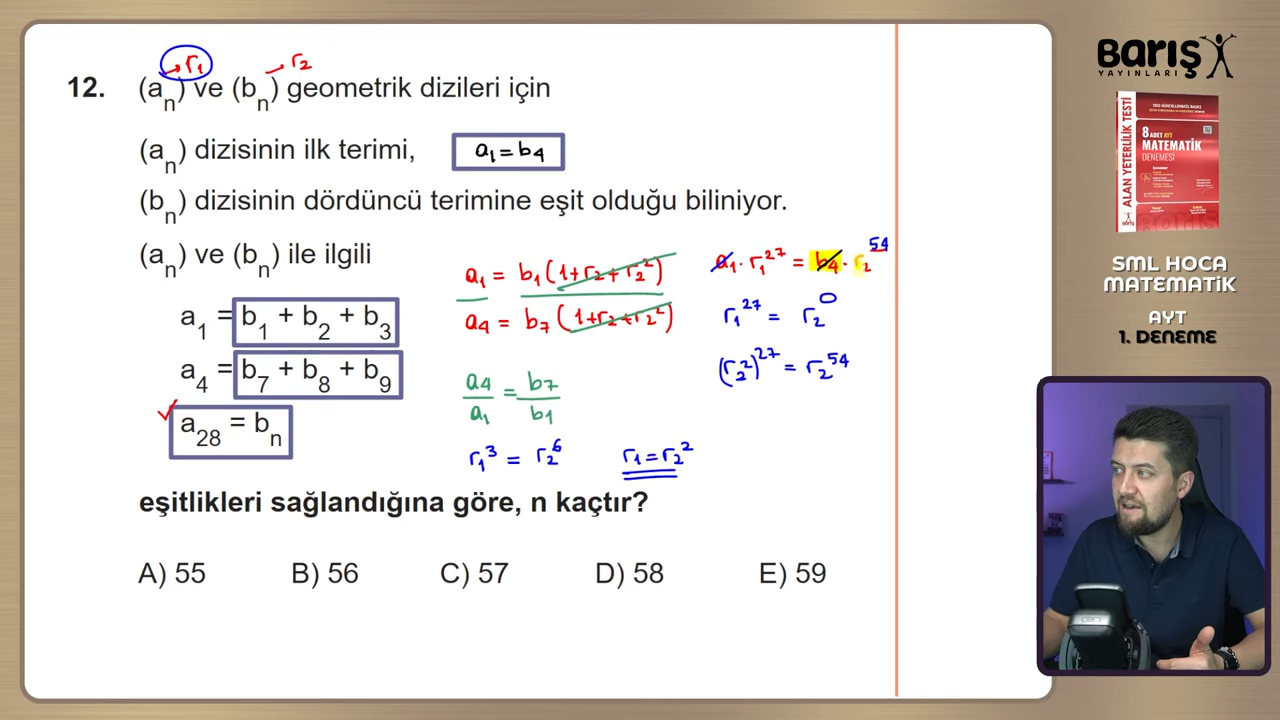 12. (aₙ) ve (bₙ) geometrik dizileri için
→ r₁
→ r₂
(aₙ) dizisinin ilk terimi,
a₁ = b₄
(bₙ) dizisinin dördüncü terimine eşit olduğu biliniyor.
(aₙ) ve (bₙ) ile ilgili
a₁ = b₁ + b₂ + b₃
a₄ = b₇ + b₈ + b₉
a₂₈ = bₙ
a₁ = b₁(1+r₂+r₂²)
a₄ = b₇(1+r₂+r₂²)
a₄/a₁ = b₇/b₁
r₁³ = r₂⁶
r₁ = r₂²
a₁ · r₁²⁷ = b₄ · r₂⁵⁴
r₁²⁷ = r₂⁰
(r₂²)²⁷ = r₂⁵⁴
eşitlikleri sağlandığına göre, n kaçtır?
A) 55 B) 56 C) 57 D) 58 E) 59
BARIŞ
YAYINLARI
ALAN YETERLİLİK TESTİ
8 ADET AYT
MATEMATİK
DENEMESİ
BARIŞ
SML HOCA
MATEMATİK
AYT
1. DENEME